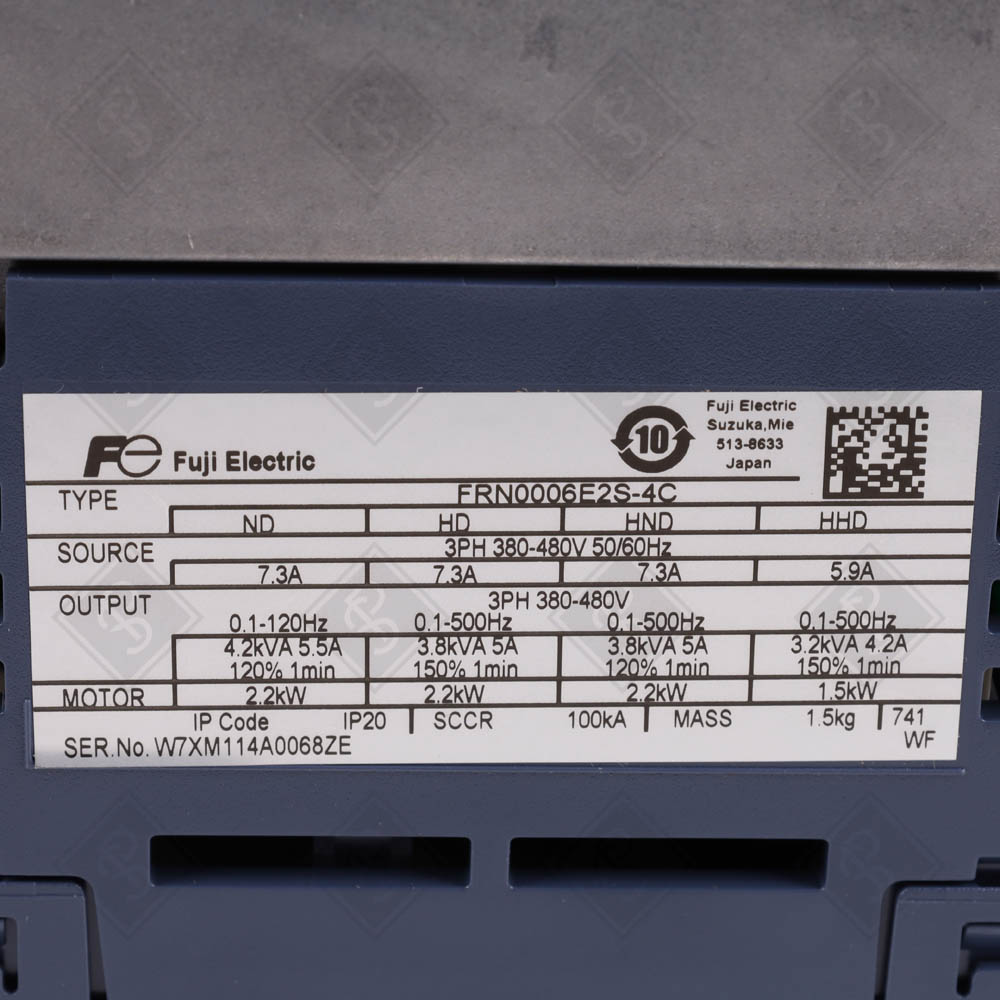 Fe Fuji Electric
10
Fuji Electric
Suzuka,Mie
513-8633
Japan
TYPE FRN0006E2S-4C
ND HD HND HHD
SOURCE 3PH 380-480V 50/60Hz
7.3A 7.3A 7.3A 5.9A
OUTPUT 3PH 380-480V
0.1-120Hz 0.1-500Hz 0.1-500Hz 0.1-500Hz
4.2kVA 5.5A 3.8kVA 5A 3.8kVA 5A 3.2kVA 4.2A
120% 1min 150% 1min 120% 1min 150% 1min
MOTOR 2.2kW 2.2kW 2.2kW 1.5kW
IP Code IP20 SCCR 100kA MASS 1.5kg 741
SER.No. W7XM114A0068ZE WF